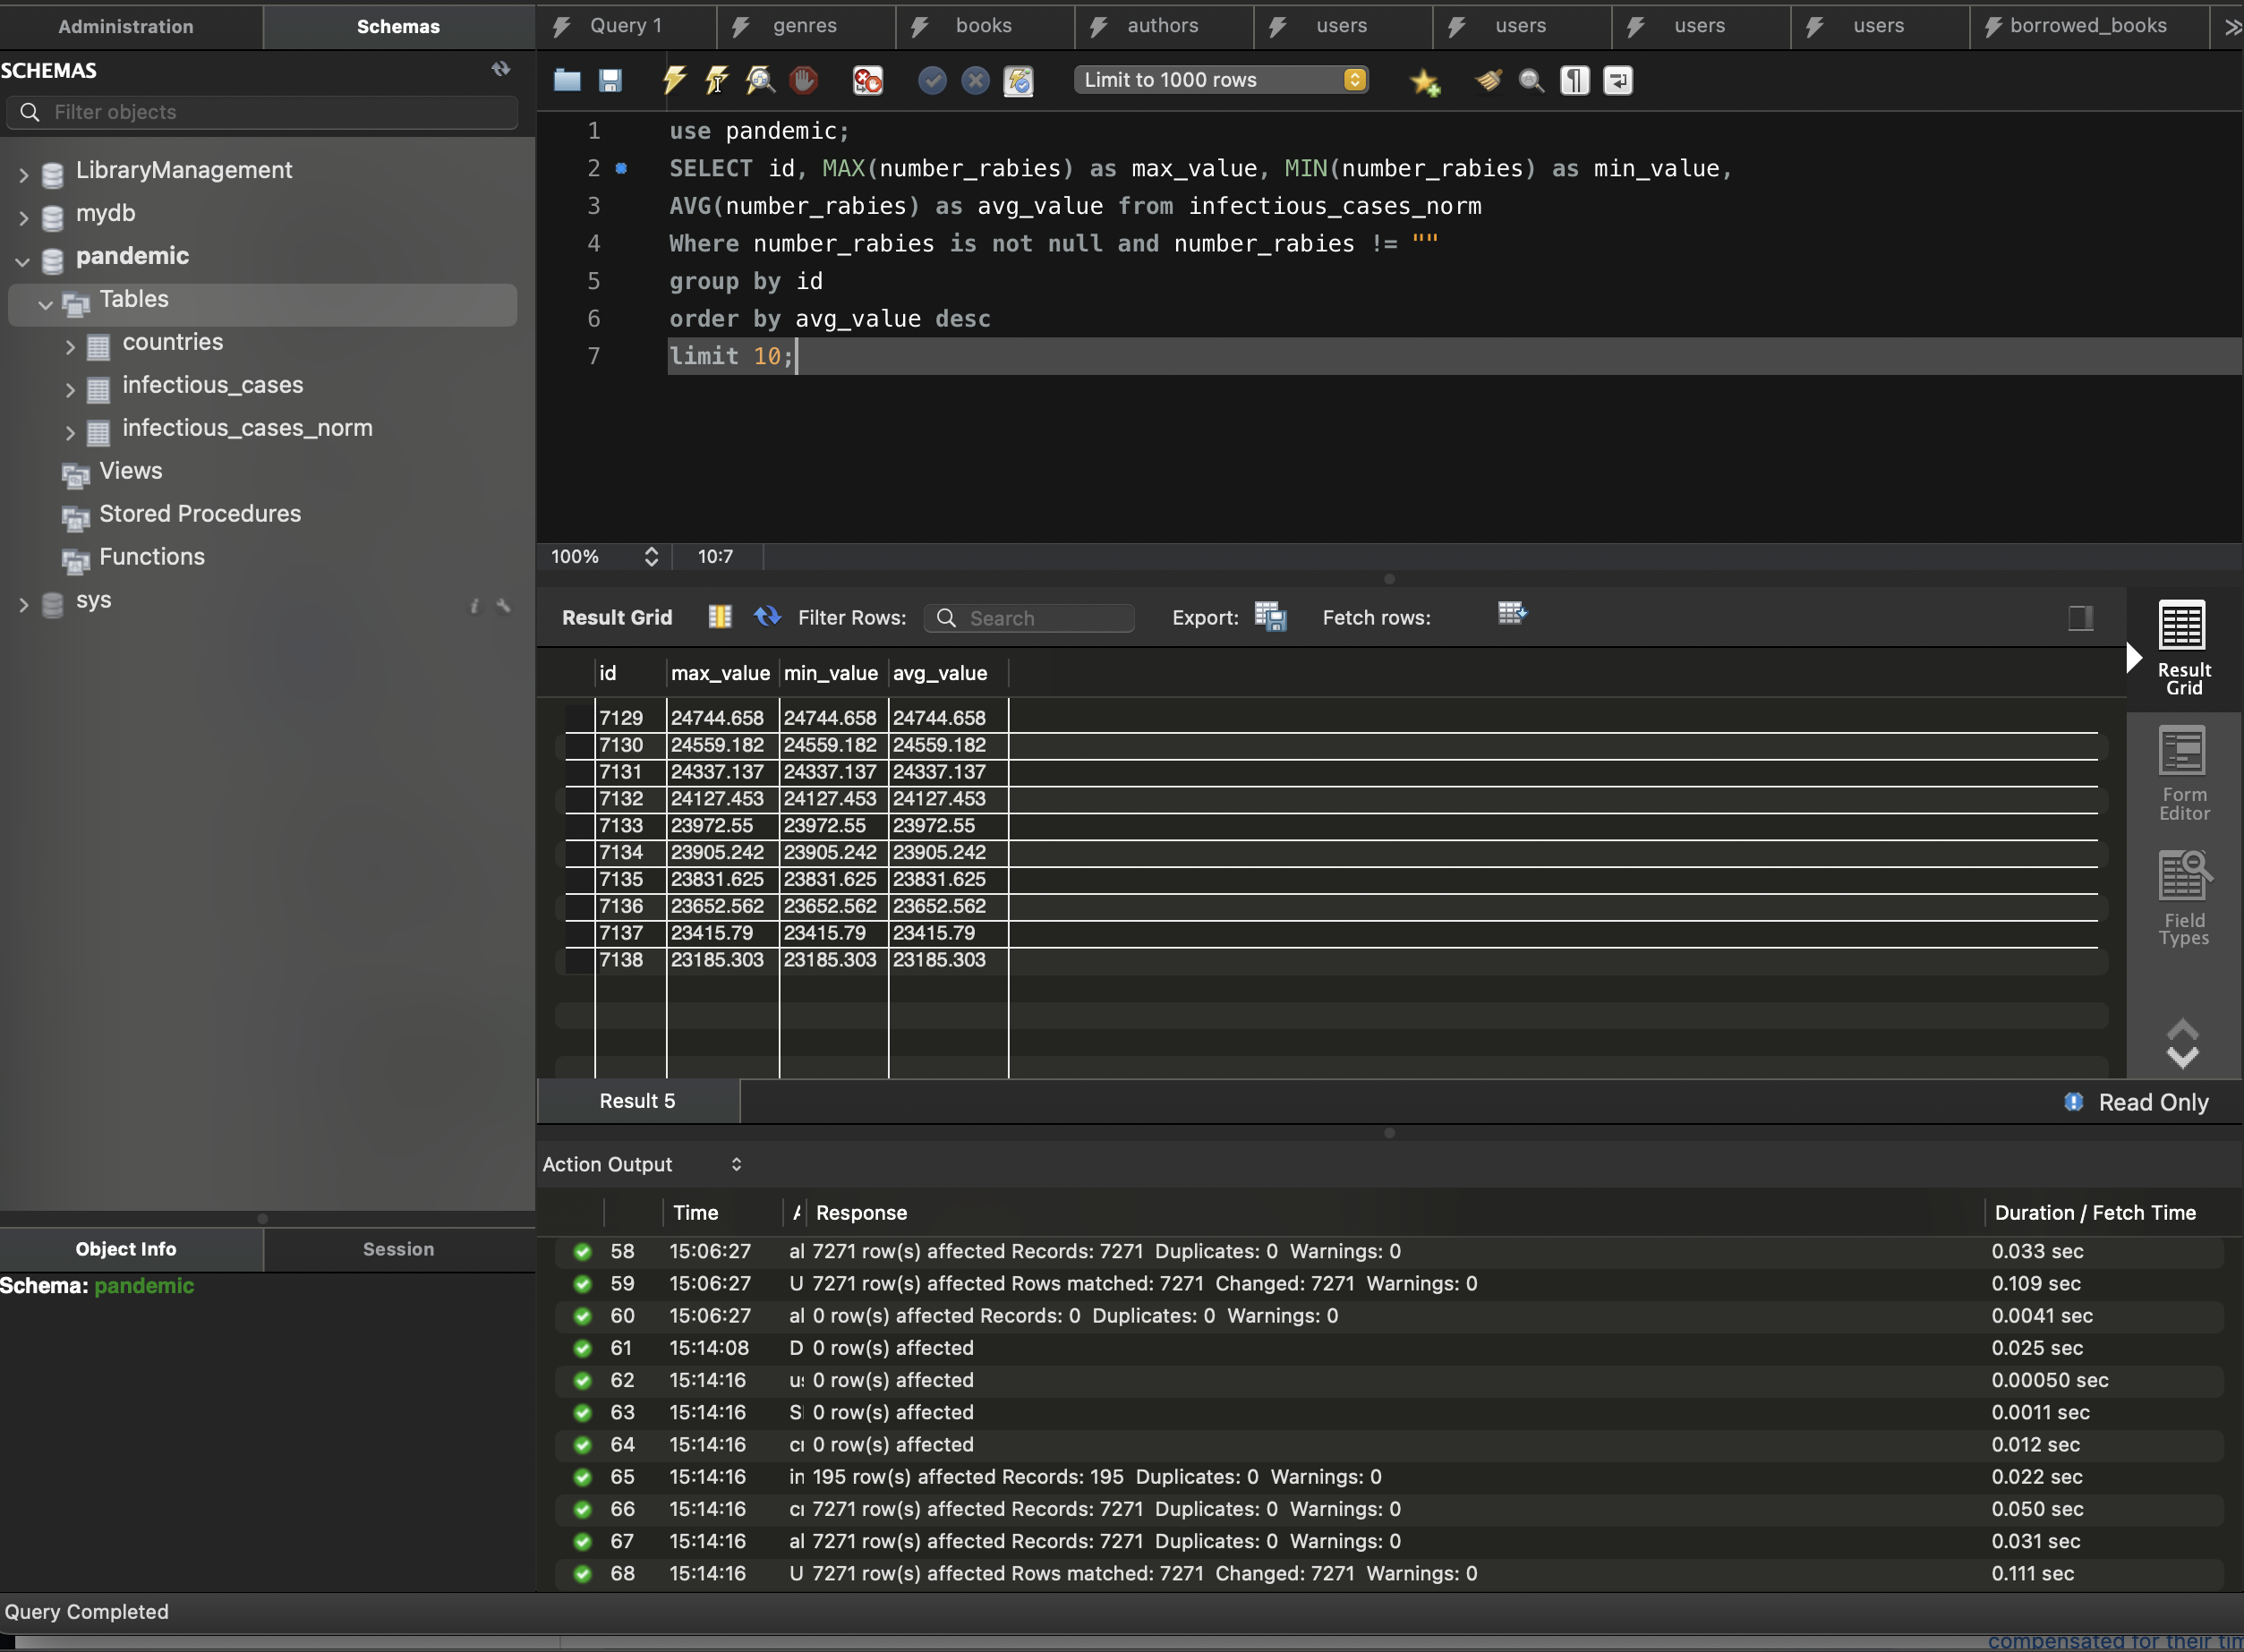 Administration
Schemas
Query 1
genres
books
authors
users
users
users
users
borrowed_books
SCHEMAS
Filter objects
LibraryManagement
mydb
pandemic
Tables
countries
infectious_cases
infectious_cases_norm
Views
Stored Procedures
Functions
sys
Limit to 1000 rows
1 use pandemic;
2 SELECT id, MAX(number_rabies) as max_value, MIN(number_rabies) as min_value,
3 AVG(number_rabies) as avg_value from infectious_cases_norm
4 Where number_rabies is not null and number_rabies != ""
5 group by id
6 order by avg_value desc
7 limit 10;
100% 10:7
Result Grid Filter Rows: Search Export: Fetch rows:
id max_value min_value avg_value
7129 24744.658 24744.658 24744.658
7130 24559.182 24559.182 24559.182
7131 24337.137 24337.137 24337.137
7132 24127.453 24127.453 24127.453
7133 23972.55 23972.55 23972.55
7134 23905.242 23905.242 23905.242
7135 23831.625 23831.625 23831.625
7136 23652.562 23652.562 23652.562
7137 23415.79 23415.79 23415.79
7138 23185.303 23185.303 23185.303
Result
Grid
Form
Editor
Field
Types
Result 5
Read Only
Action Output
Time Response Duration / Fetch Time
58 15:06:27 al 7271 row(s) affected Records: 7271 Duplicates: 0 Warnings: 0 0.033 sec
59 15:06:27 U 7271 row(s) affected Rows matched: 7271 Changed: 7271 Warnings: 0 0.109 sec
60 15:06:27 al 0 row(s) affected Records: 0 Duplicates: 0 Warnings: 0 0.0041 sec
61 15:14:08 D 0 row(s) affected 0.025 sec
62 15:14:16 0 row(s) affected 0.00050 sec
63 15:14:16 0 row(s) affected 0.0011 sec
64 15:14:16 0 row(s) affected 0.012 sec
65 15:14:16 in 195 row(s) affected Records: 195 Duplicates: 0 Warnings: 0 0.022 sec
66 15:14:16 7271 row(s) affected Records: 7271 Duplicates: 0 Warnings: 0 0.050 sec
67 15:14:16 al 7271 row(s) affected Records: 7271 Duplicates: 0 Warnings: 0 0.031 sec
68 15:14:16 U 7271 row(s) affected Rows matched: 7271 Changed: 7271 Warnings: 0 0.111 sec
Object Info
Session
Schema: pandemic
Query Completed
compensated for their